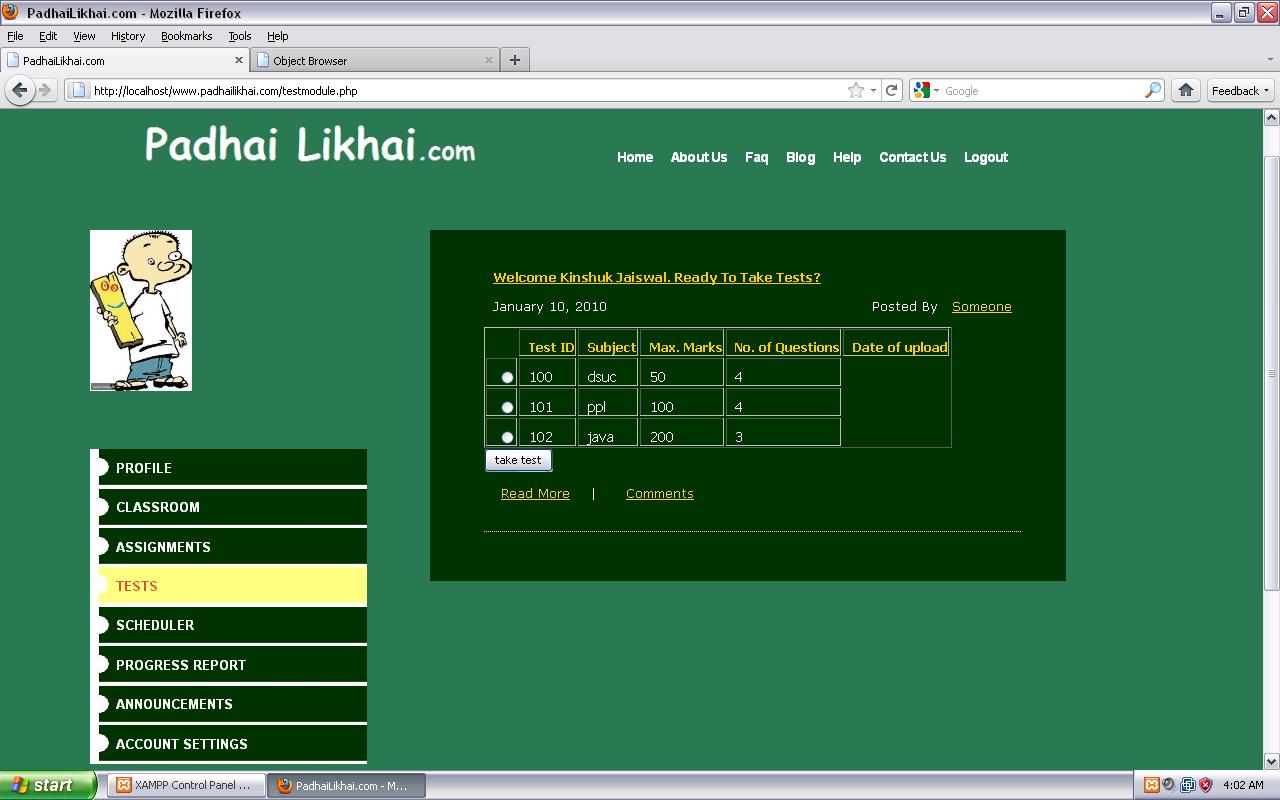 PadhaiLikhai.com - Mozilla Firefox
File Edit View History Bookmarks Tools Help
PadhaiLikhai.com Object Browser
http://localhost/www.padhailikhai.com/testmodule.php Google Feedback
Padhai Likhai.com
Home About Us Faq Blog Help Contact Us Logout
Welcome Kinshuk Jaiswal. Ready To Take Tests?
January 10, 2010 Posted By Someone
Test ID Subject Max. Marks No. of Questions Date of upload
100 dsuc 50 4
101 ppl 100 4
102 java 200 3
take test
Read More | Comments
PROFILE
CLASSROOM
ASSIGNMENTS
TESTS
SCHEDULER
PROGRESS REPORT
ANNOUNCEMENTS
ACCOUNT SETTINGS
start XAMPP Control Panel ... PadhaiLikhai.com - M... 4:02 AM